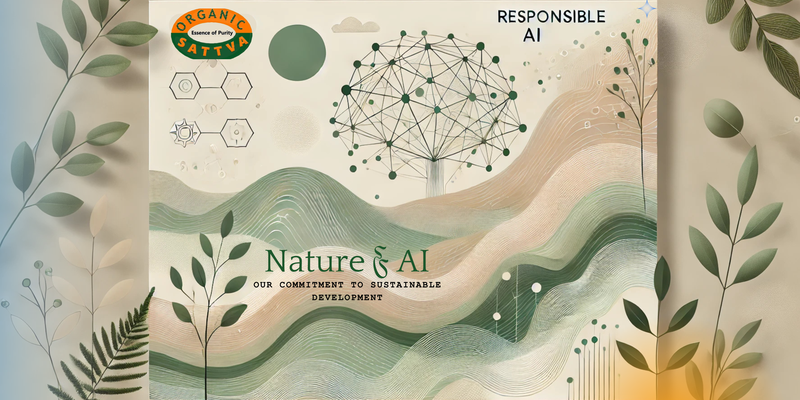 ORGANIC
Essence of Purity
SATTVA
RESPONSIBLE
AI
Nature & AI
OUR COMMITMENT TO SUSTAINABLE
DEVELOPMENT